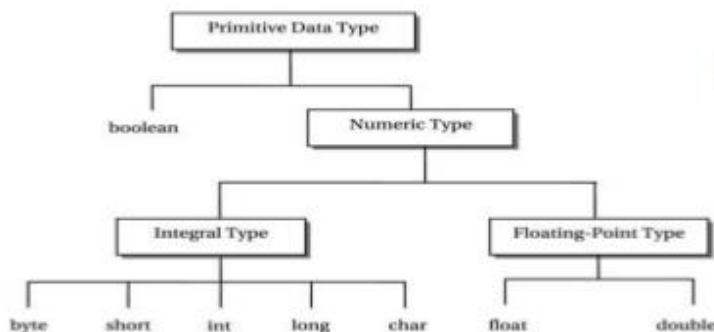 Primitive Data Type
boolean
Numeric Type
Integral Type
Floating-Point Type
byte short int long char float double